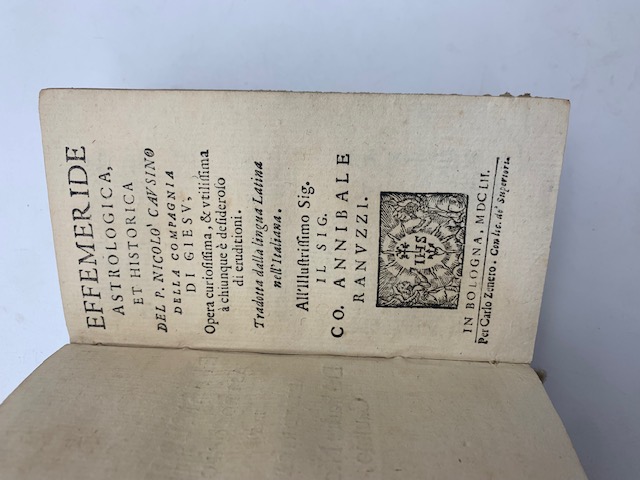 EFFEMERIDE
ASTROLOGICA,
ET HISTORICA
DEL P. NICOLO' CAVSINO
DELLA COMPAGNIA
DI GIESV,
Opera curiosissima, & vtilissima
à chiunque è desideroso
di eruditioni.
Tradotta dalla lingua Latina
nell'Italiana.
All'Illustrissimo Sig.
IL SIG.
CO. ANNIBALE
RANVZZI.
IHS
IN BOLOGNA, MDCLII.
Per Carlo Zenero. Con lic. de' Superiori.